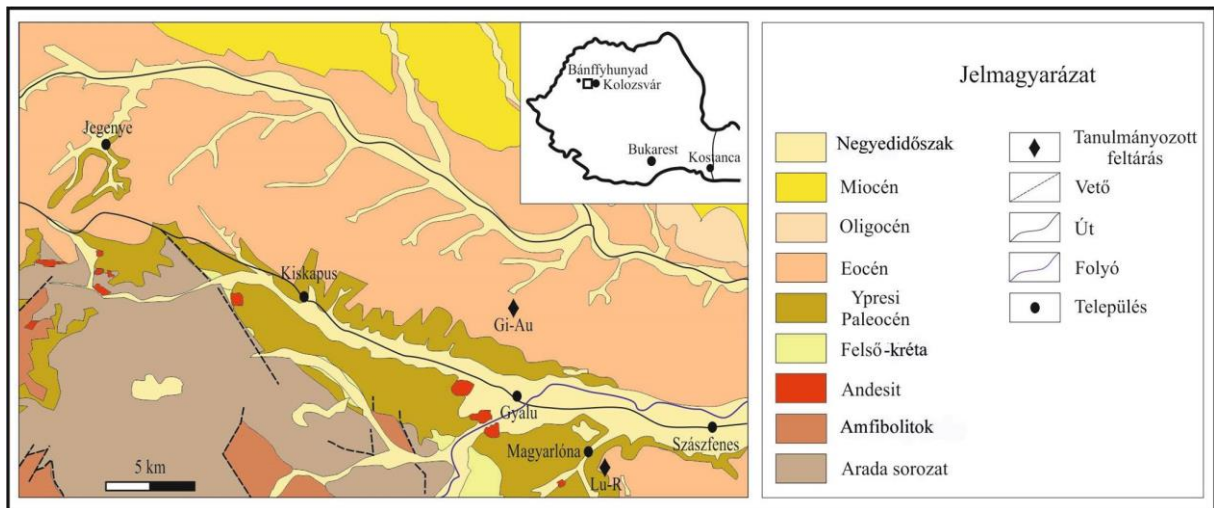 Jegenye
Kiskapus
Gi-Au
Gyalu
Szászfenes
Magyarlóna
Lu-R
5 km
Bánffyhunyad
Kolozsvár
Bukarest
Kostanca
Jelmagyarázat
Negyedidőszak
Miocén
Oligocén
Eocén
Ypresi
Paleocén
Felső-kréta
Andesit
Amfibolitok
Arada sorozat
Tanulmányozott
feltárás
Vető
Út
Folyó
Település